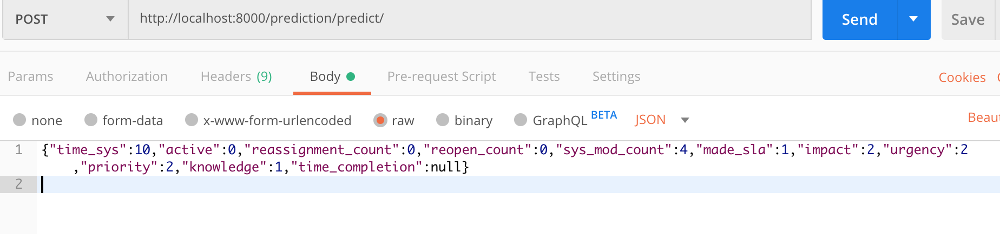 POST http://localhost:8000/prediction/predict/ Send Save
Params Authorization Headers (9) Body Pre-request Script Tests Settings Cookies
none form-data x-www-form-urlencoded raw binary GraphQL BETA JSON
1 {"time_sys":10,"active":0,"reassignment_count":0,"reopen_count":0,"sys_mod_count":4,"made_sla":1,"impact":2,"urgency":2
,"priority":2,"knowledge":1,"time_completion":null}
2